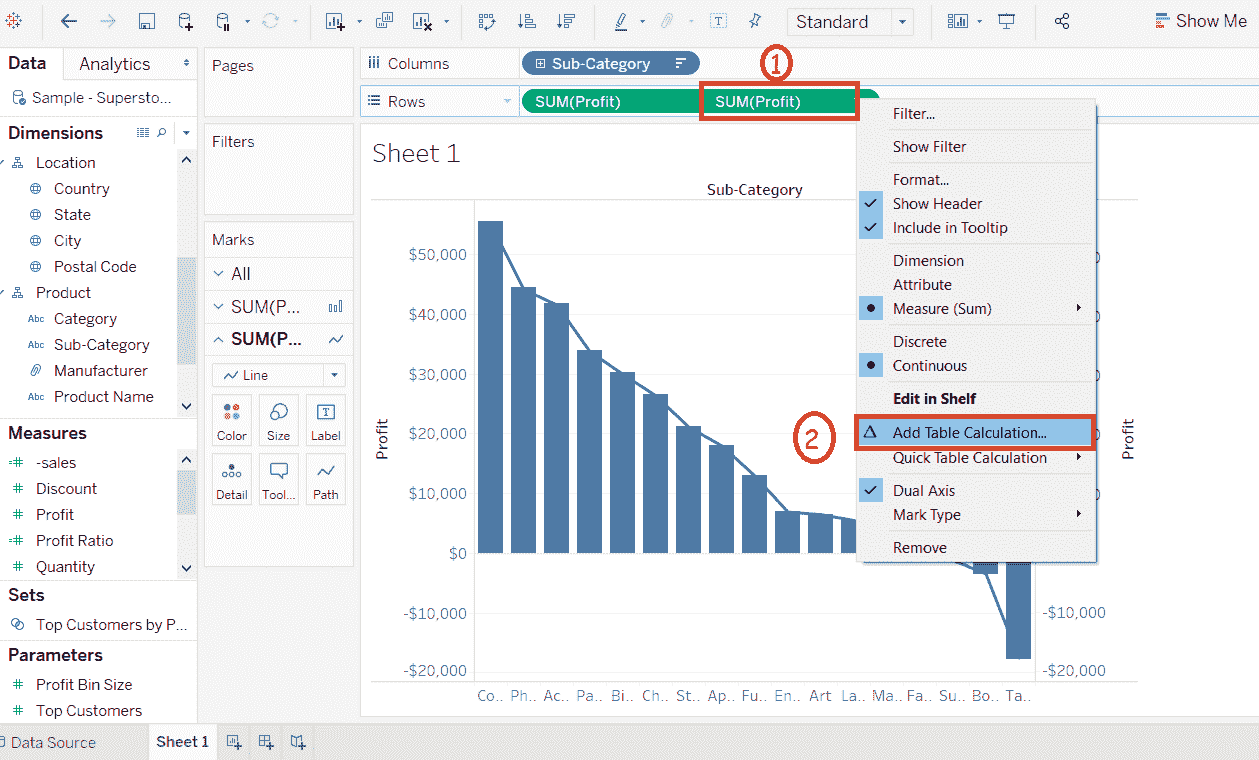 Standard
Show Me
Data
Analytics
Pages
Columns
Sub-Category
1
Sample - Supersto...
Rows
SUM(Profit)
SUM(Profit)
Dimensions
Filters
Location
Country
State
City
Postal Code
Product
Category
Abc
Sub-Category
Abc
Manufacturer
Product Name
Abc
Measures
-sales
Discount
Profit
Profit Ratio
Quantity
Sets
Top Customers by P...
Parameters
Profit Bin Size
Top Customers
Marks
All
SUM(P...
SUM(P...
Line
Color
Size
Label
Detail
Tool...
Path
Sheet 1
Sub-Category
$50,000
$40,000
$30,000
$20,000
$10,000
$0
-$10,000
-$20,000
Profit
Co..
Ph..
Ac..
Pa..
Bi..
Ch..
St..
Ap..
Fu..
En..
Art
La..
Ma..
Fa..
Su..
Bo..
Ta..
Profit
-$10,000
-$20,000
Filter...
Show Filter
Format...
Show Header
Include in Tooltip
Dimension
Attribute
Measure (Sum)
Discrete
Continuous
Edit in Shelf
2
Add Table Calculation...
Quick Table Calculation
Dual Axis
Mark Type
Remove
Data Source
Sheet 1